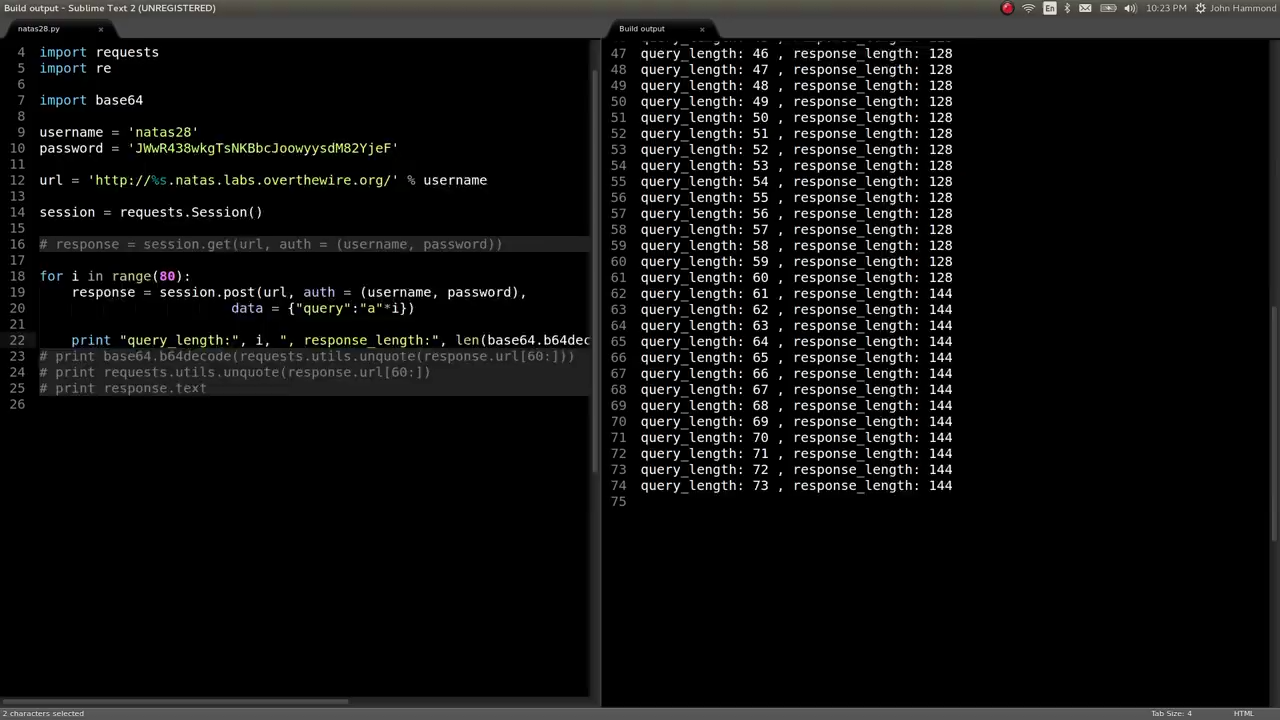 Build output - Sublime Text 2 (UNREGISTERED)
En
10:23 PM
John Hammond
natas28.py
×
4 import requests
5 import re
6
7 import base64
8
9 username = 'natas28'
10 password = 'JWwR438wkgTsNKBbcJoowyysdM82YjeF'
11
12 url = 'http://%s.natas.labs.overthewire.org/' % username
13
14 session = requests.Session()
15
16 # response = session.get(url, auth = (username, password))
17
18 for i in range(80):
19 response = session.post(url, auth = (username, password),
20 data = {"query":"a"*i})
21
22 print "query_length:", i, ", response_length:", len(base64.b64dec
23 # print base64.b64decode(requests.utils.unquote(response.url[60:]))
24 # print requests.utils.unquote(response.url[60:])
25 # print response.text
26
Build output
×
47 query_length: 46 , response_length: 128
48 query_length: 47 , response_length: 128
49 query_length: 48 , response_length: 128
50 query_length: 49 , response_length: 128
51 query_length: 50 , response_length: 128
52 query_length: 51 , response_length: 128
53 query_length: 52 , response_length: 128
54 query_length: 53 , response_length: 128
55 query_length: 54 , response_length: 128
56 query_length: 55 , response_length: 128
57 query_length: 56 , response_length: 128
58 query_length: 57 , response_length: 128
59 query_length: 58 , response_length: 128
60 query_length: 59 , response_length: 128
61 query_length: 60 , response_length: 128
62 query_length: 61 , response_length: 144
63 query_length: 62 , response_length: 144
64 query_length: 63 , response_length: 144
65 query_length: 64 , response_length: 144
66 query_length: 65 , response_length: 144
67 query_length: 66 , response_length: 144
68 query_length: 67 , response_length: 144
69 query_length: 68 , response_length: 144
70 query_length: 69 , response_length: 144
71 query_length: 70 , response_length: 144
72 query_length: 71 , response_length: 144
73 query_length: 72 , response_length: 144
74 query_length: 73 , response_length: 144
75
2 characters selected
Tab Size: 4
HTML